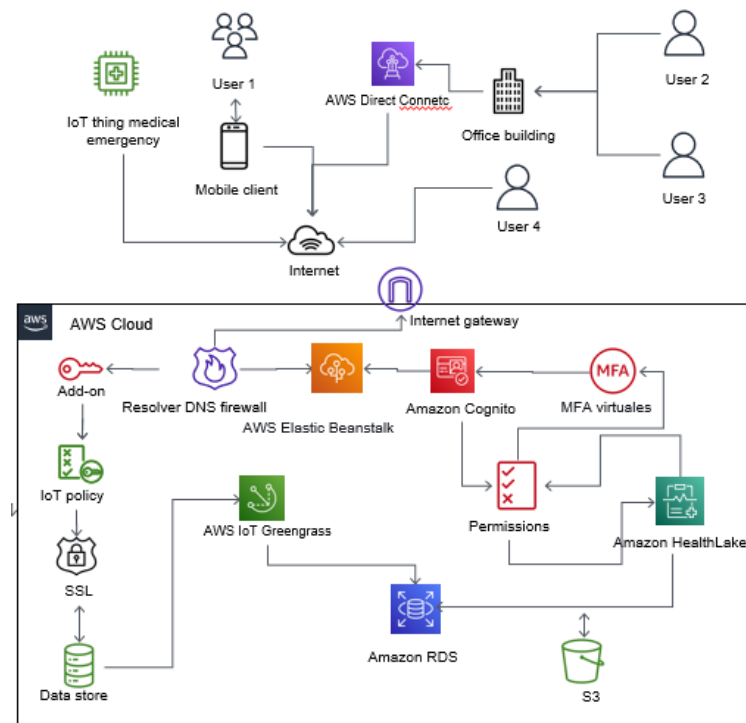 User 1
User 2
IoT thing medical
emergency
AWS Direct Connetc
Office building
Mobile client
User 3
User 4
Internet
aws
AWS Cloud
Internet gateway
Add-on
Resolver DNS firewall
AWS Elastic Beanstalk
Amazon Cognito
MFA
MFA virtuales
IoT policy
AWS IoT Greengrass
Permissions
Amazon HealthLake
SSL
Amazon RDS
Data store
S3